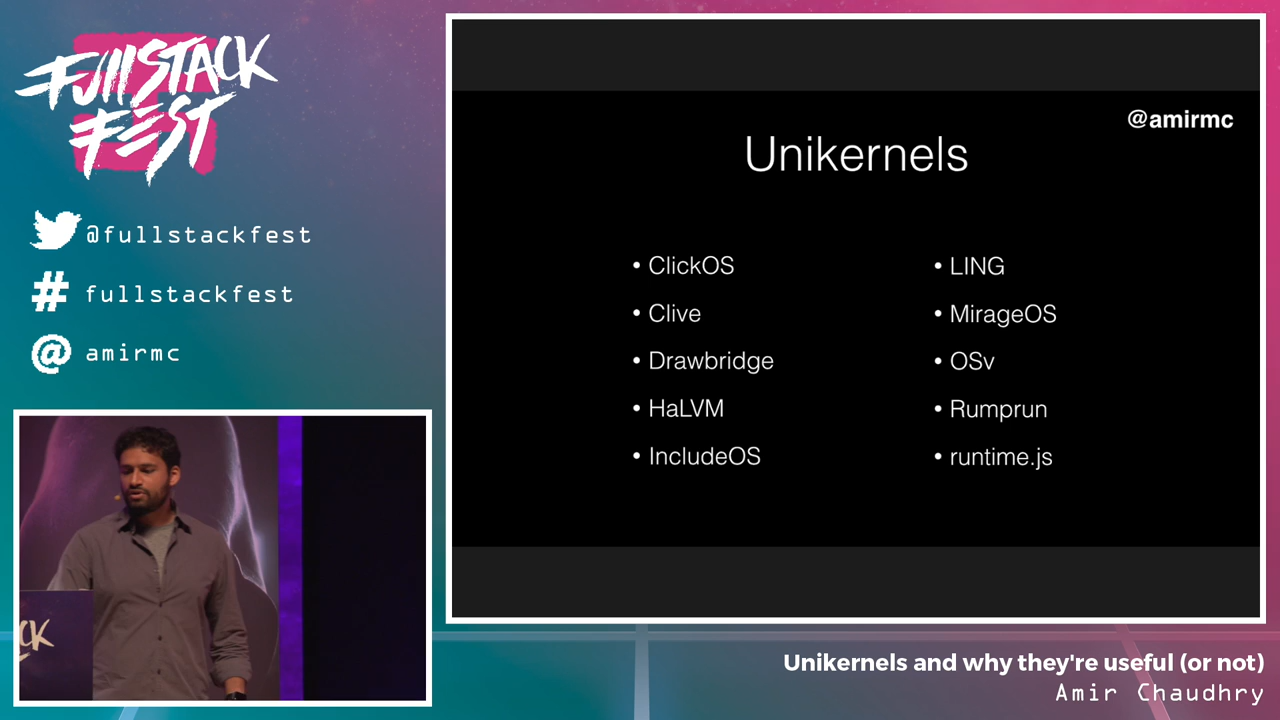 FullSTACK
FEST
@fullstackfest
# fullstackfest
@ amirmc
CK
@amirmc
Unikernels
• ClickOS
• Clive
• Drawbridge
• HaLVM
• IncludeOS
• LING
• MirageOS
• OSv
• Rumprun
• runtime.js
Unikernels and why they're useful (or not)
Amir Chaudhry